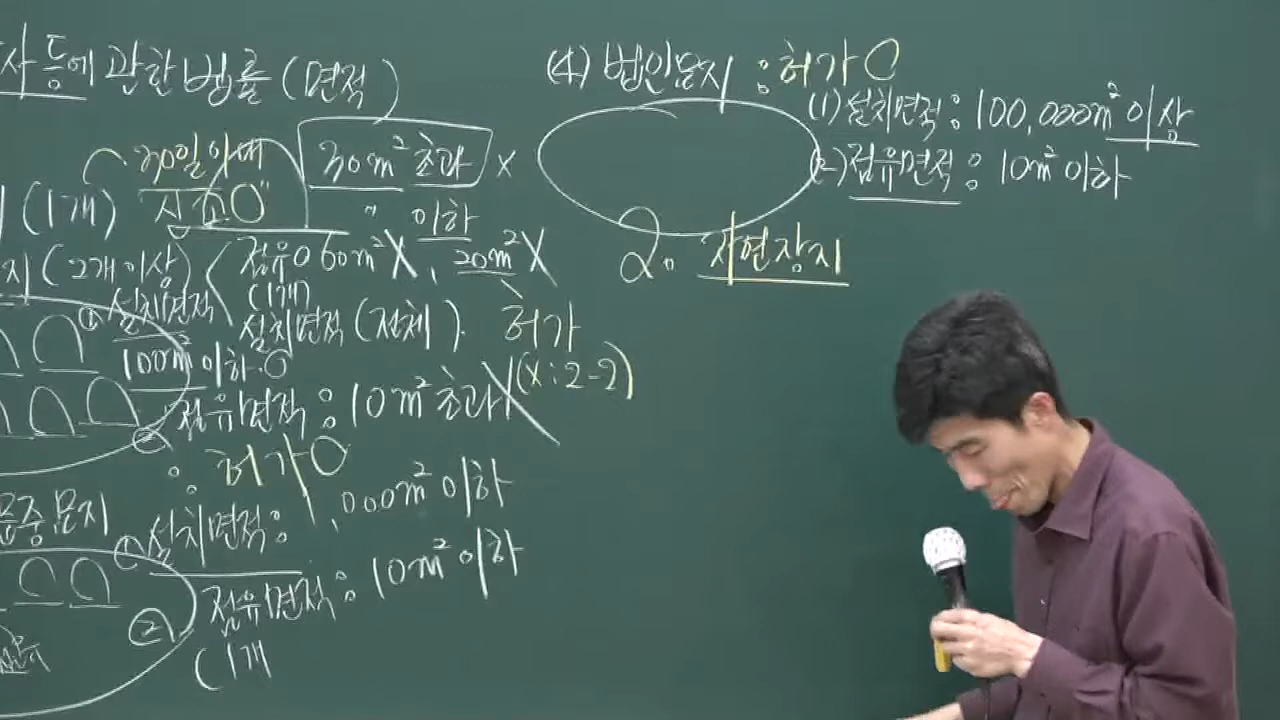 사 등에 관한 법률 (면적)
30일 이내
신고O
30m² 초과 X
〃 이하
(1개)
지 (2개 이상)
점유 60m² X, 20m² X
(1개)
설치면적 (전체). 허가
① 설치면적
100m² 이하 O
② 점유면적 : 10m² 초과 X (X : 2-2)
: 허가O
문중묘지
① 설치면적 : 1,000m² 이하
② 점유면적 : 10m² 이하
(1개
(4) 법인묘지 : 허가 O
(1) 설치면적 : 100,000m² 이상
(2) 점유면적 : 10m² 이하
2. 자연장지